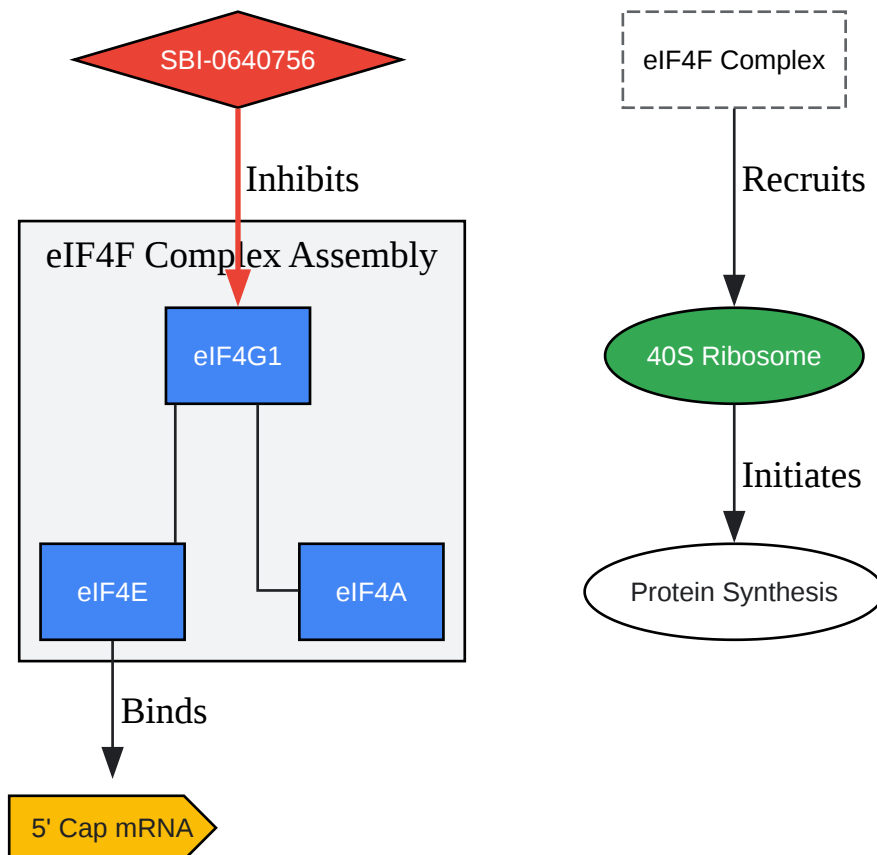 SBI-0640756
eIF4F Complex
Inhibits
Recruits
eIF4F Complex Assembly
eIF4G1
40S Ribosome
Initiates
eIF4E
eIF4A
Protein Synthesis
Binds
5' Cap mRNA